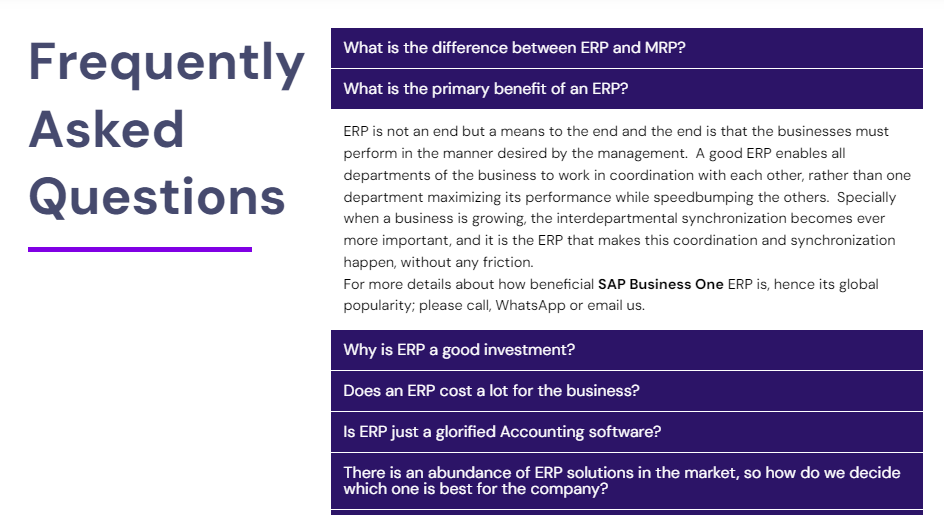 Frequently
Asked
Questions
What is the difference between ERP and MRP?
What is the primary benefit of an ERP?
ERP is not an end but a means to the end and the end is that the businesses must
perform in the manner desired by the management.  A good ERP enables all
departments of the business to work in coordination with each other, rather than one
department maximizing its performance while speedbumping the others.  Specially
when a business is growing, the interdepartmental synchronization becomes ever
more important, and it is the ERP that makes this coordination and synchronization
happen, without any friction.
For more details about how beneficial SAP Business One ERP is, hence its global
popularity; please call, WhatsApp or email us.
Why is ERP a good investment?
Does an ERP cost a lot for the business?
Is ERP just a glorified Accounting software?
There is an abundance of ERP solutions in the market, so how do we decide
which one is best for the company?